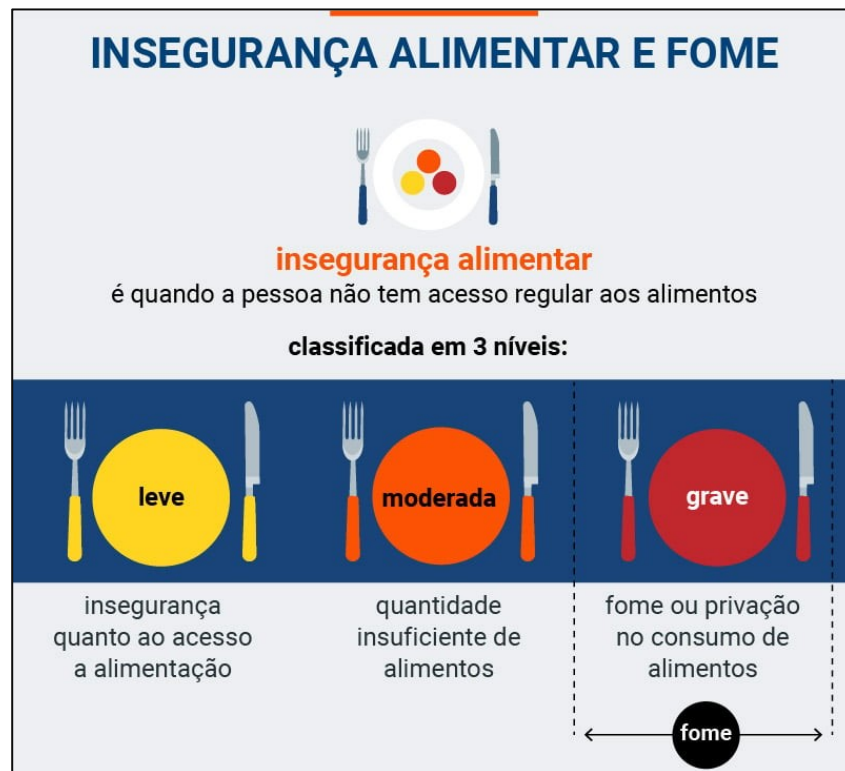 INSEGURANÇA ALIMENTAR E FOME
insegurança alimentar
é quando a pessoa não tem acesso regular aos alimentos
classificada em 3 níveis:
leve
moderada
grave
insegurança
quanto ao acesso
a alimentação
quantidade
insuficiente de
alimentos
fome ou privação
no consumo de
alimentos
fome